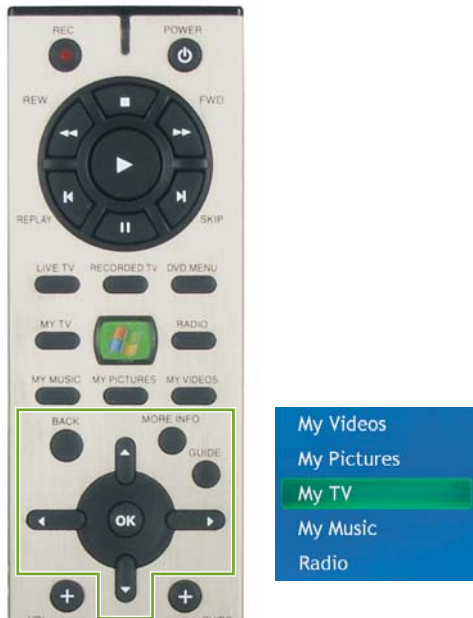 REC POWER
REW FWD
REPLAY SKIP
LIVE TV RECORDED TV DVD MENU
MY TV RADIO
MY MUSIC MY PICTURES MY VIDEOS
BACK MORE INFO
GUIDE
OK
My Videos
My Pictures
My TV
My Music
Radio